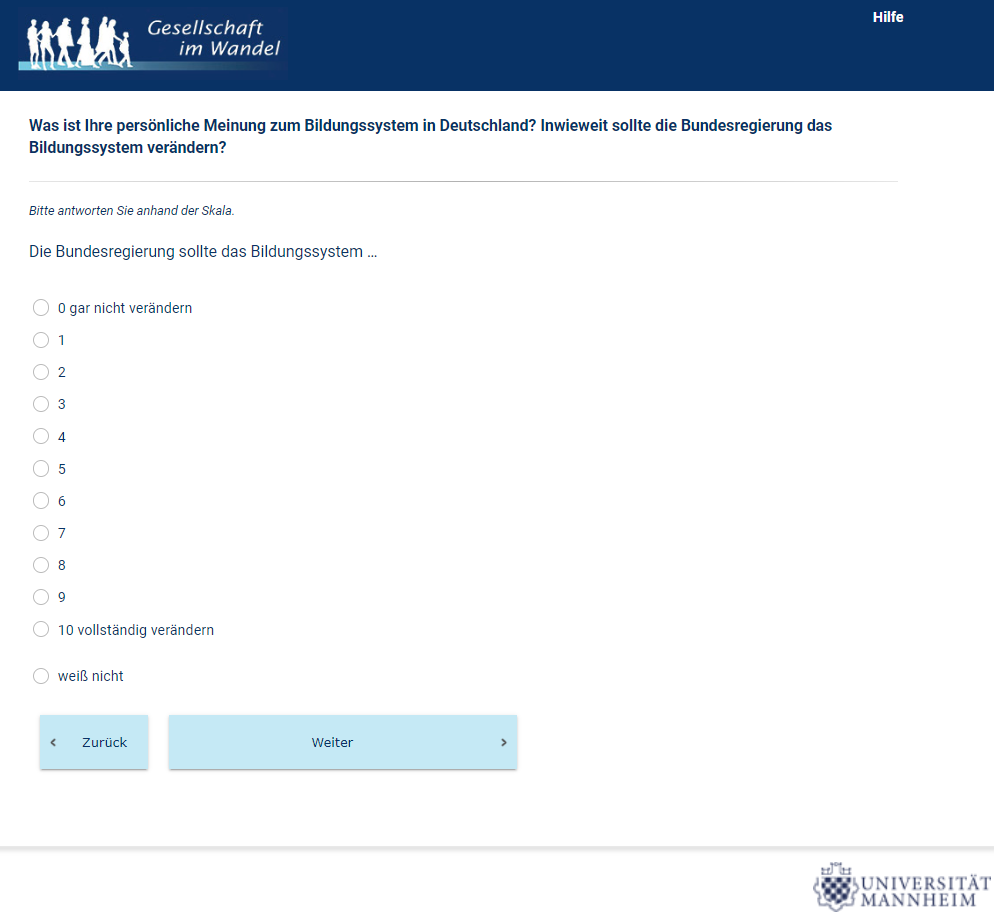 Gesellschaft
im Wandel
Hilfe
Was ist Ihre persönliche Meinung zum Bildungssystem in Deutschland? Inwieweit sollte die Bundesregierung das
Bildungssystem verändern?
Bitte antworten Sie anhand der Skala.
Die Bundesregierung sollte das Bildungssystem ...
0 gar nicht verändern
1
2
3
4
5
6
7
8
9
10 vollständig verändern
weiß nicht
Zurück
Weiter
UNIVERSITÄT
MANNHEIM